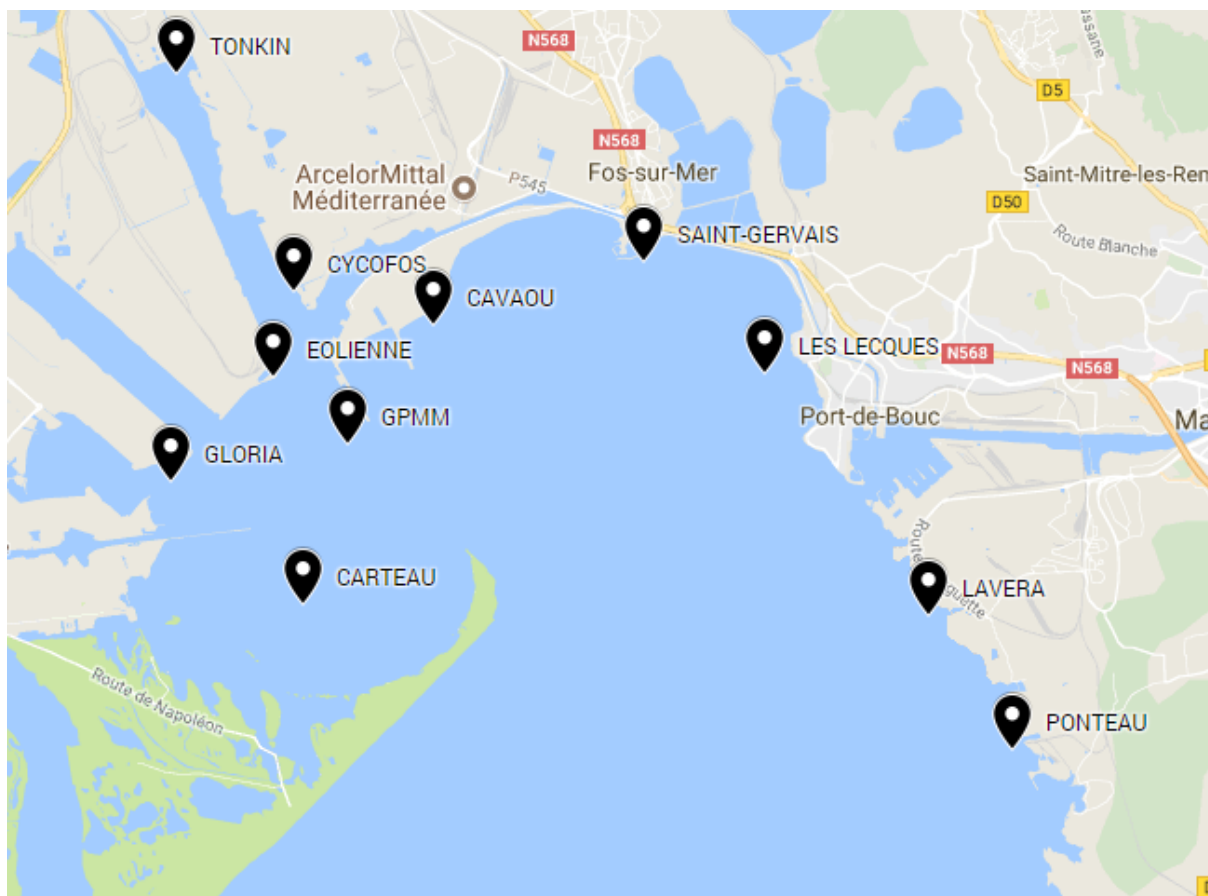 N568
TONKIN
D5
N568
ArcelorMittal
Méditerranée
P545
Fos-sur-Mer
Saint-Mitre-les-Rem
D50
SAINT-GERVAIS
Route Blanche
CYCOFOS
CAVAOU
EOLIENNE
LES LECQUES
N568
N568
GPMM
Port-de-Bouc
Ma
GLORIA
CARTEAU
LAVERA
Route de Napoléon
PONTEAU
D